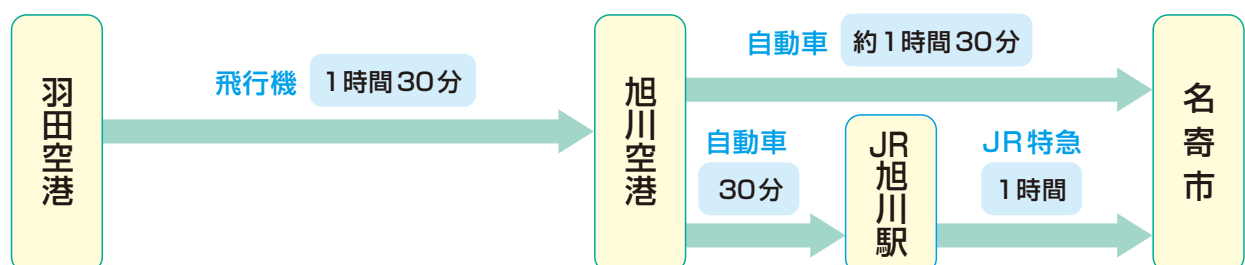 羽田空港
飛行機 1時間30分
旭川空港
自動車 約1時間30分
自動車
30分
JR旭川駅
JR特急
1時間
名寄市